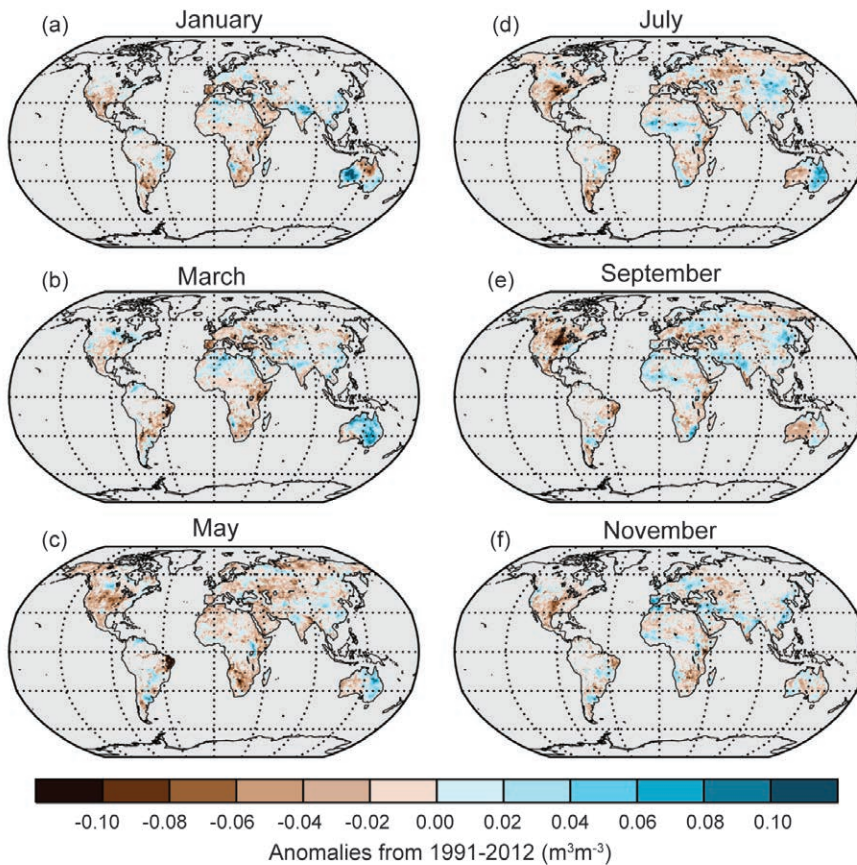 (a) January
(d) July
(b) March
(e) September
(c) May
(f) November
-0.10 -0.08 -0.06 -0.04 -0.02 0.00 0.02 0.04 0.06 0.08 0.10
Anomalies from 1991-2012 (m³m⁻³)